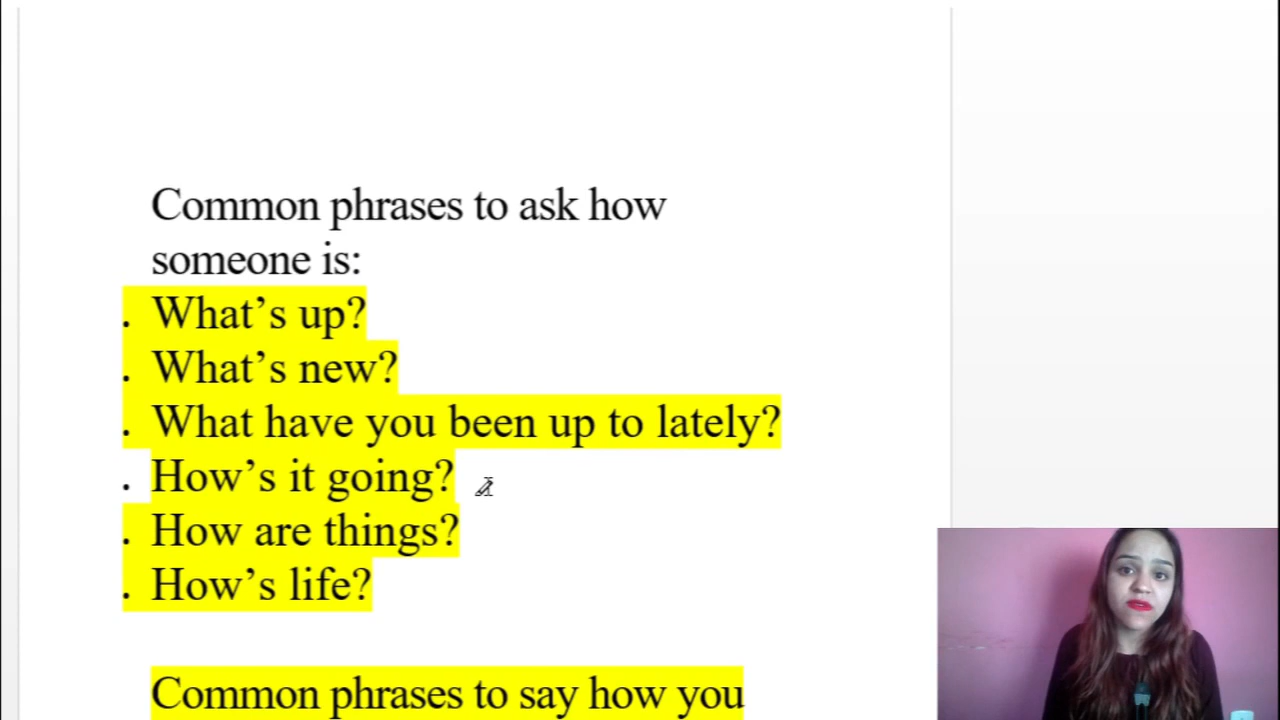 Common phrases to ask how
someone is:
. What’s up?
. What’s new?
. What have you been up to lately?
. How’s it going?
. How are things?
. How’s life?
Common phrases to say how you